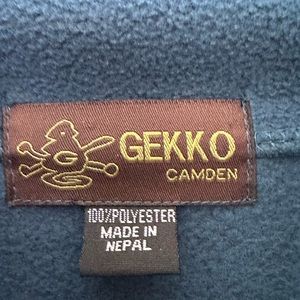 G
GEKKO
CAMDEN
100%POLYESTER
MADE IN
NEPAL